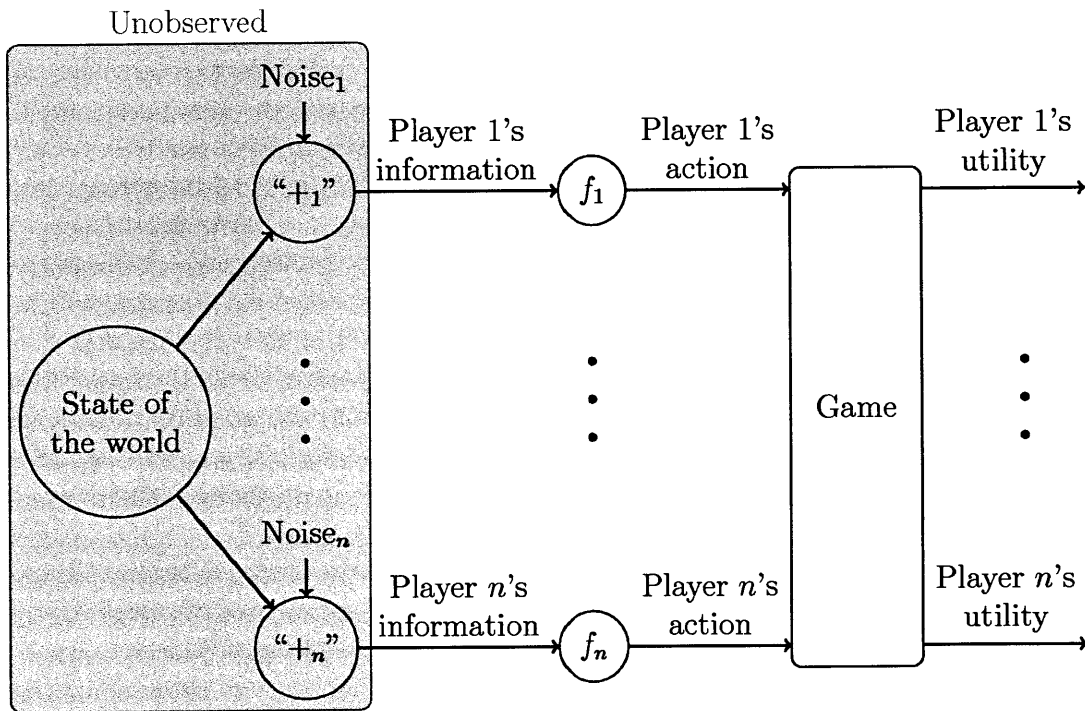 Unobserved
Noise₁
“+₁”
Player 1’s
information
f₁
Player 1’s
action
Player 1’s
utility
State of
the world
Game
Noiseₙ
“+ₙ”
Player n’s
information
fₙ
Player n’s
action
Player n’s
utility